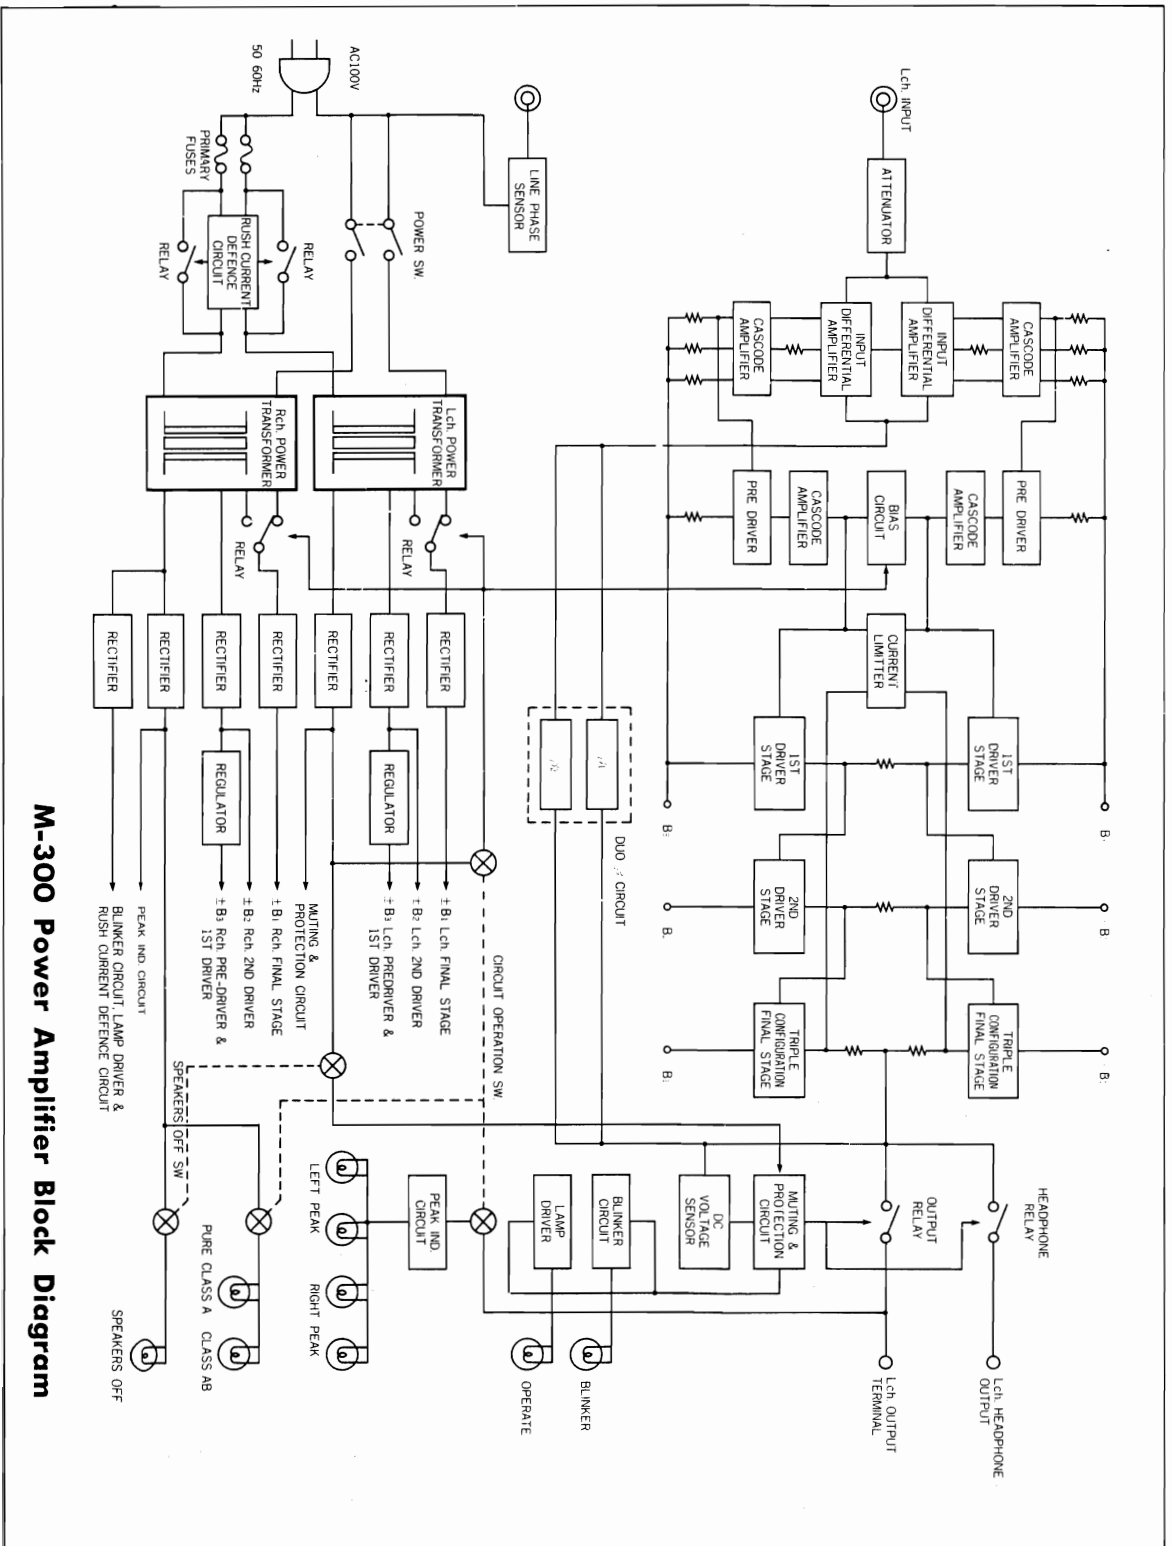 Lch. INPUT
ATTENUATOR
CASCODE
AMPLIFIER
INPUT
DIFFERENTIAL
AMPLIFIER
INPUT
DIFFERENTIAL
AMPLIFIER
CASCODE
AMPLIFIER
PRE DRIVER
CASCODE
AMPLIFIER
BIAS
CIRCUIT
CASCODE
AMPLIFIER
PRE DRIVER
CURRENT
LIMITTER
1ST
DRIVER
STAGE
1ST
DRIVER
STAGE
2ND
DRIVER
STAGE
2ND
DRIVER
STAGE
TRIPLE
CONFIGURATION
FINAL STAGE
TRIPLE
CONFIGURATION
FINAL STAGE
DUO
CIRCUIT
HEADPHONE
RELAY
OUTPUT
RELAY
Lch. HEADPHONE
OUTPUT
Lch. OUTPUT
TERMINAL
MUTING &
PROTECTION
CIRCUIT
DC
VOLTAGE
SENSOR
BLINKER
CIRCUIT
LAMP
DRIVER
BLINKER
OPERATE
LINE PHASE
SENSOR
AC100V
50 60Hz
POWER SW.
PRIMARY
FUSES
RELAY
RUSH CURRENT
DEFENCE
CIRCUIT
RELAY
Lch. POWER
TRANSFORMER
Rch. POWER
TRANSFORMER
RELAY
RELAY
RECTIFIER
RECTIFIER
RECTIFIER
RECTIFIER
RECTIFIER
RECTIFIER
RECTIFIER
REGULATOR
REGULATOR
± B1 Lch. FINAL STAGE
± B2 Lch. 2ND DRIVER
± B3 Lch. PREDRIVER &
1ST DRIVER
MUTING &
PROTECTION CIRCUIT
± B1 Rch. FINAL STAGE
± B2 Rch. 2ND DRIVER
± B3 Rch. PRE-DRIVER &
1ST DRIVER
PEAK IND CIRCUIT
BLINKER CIRCUIT, LAMP DRIVER &
RUSH CURRENT DEFENCE CIRCUIT
CIRCUIT OPERATION SW.
SPEAKERS OFF SW
PEAK IND.
CIRCUIT
LEFT PEAK
RIGHT PEAK
PURE CLASS A
CLASS AB
SPEAKERS OFF
M-300 Power Amplifier Block Diagram